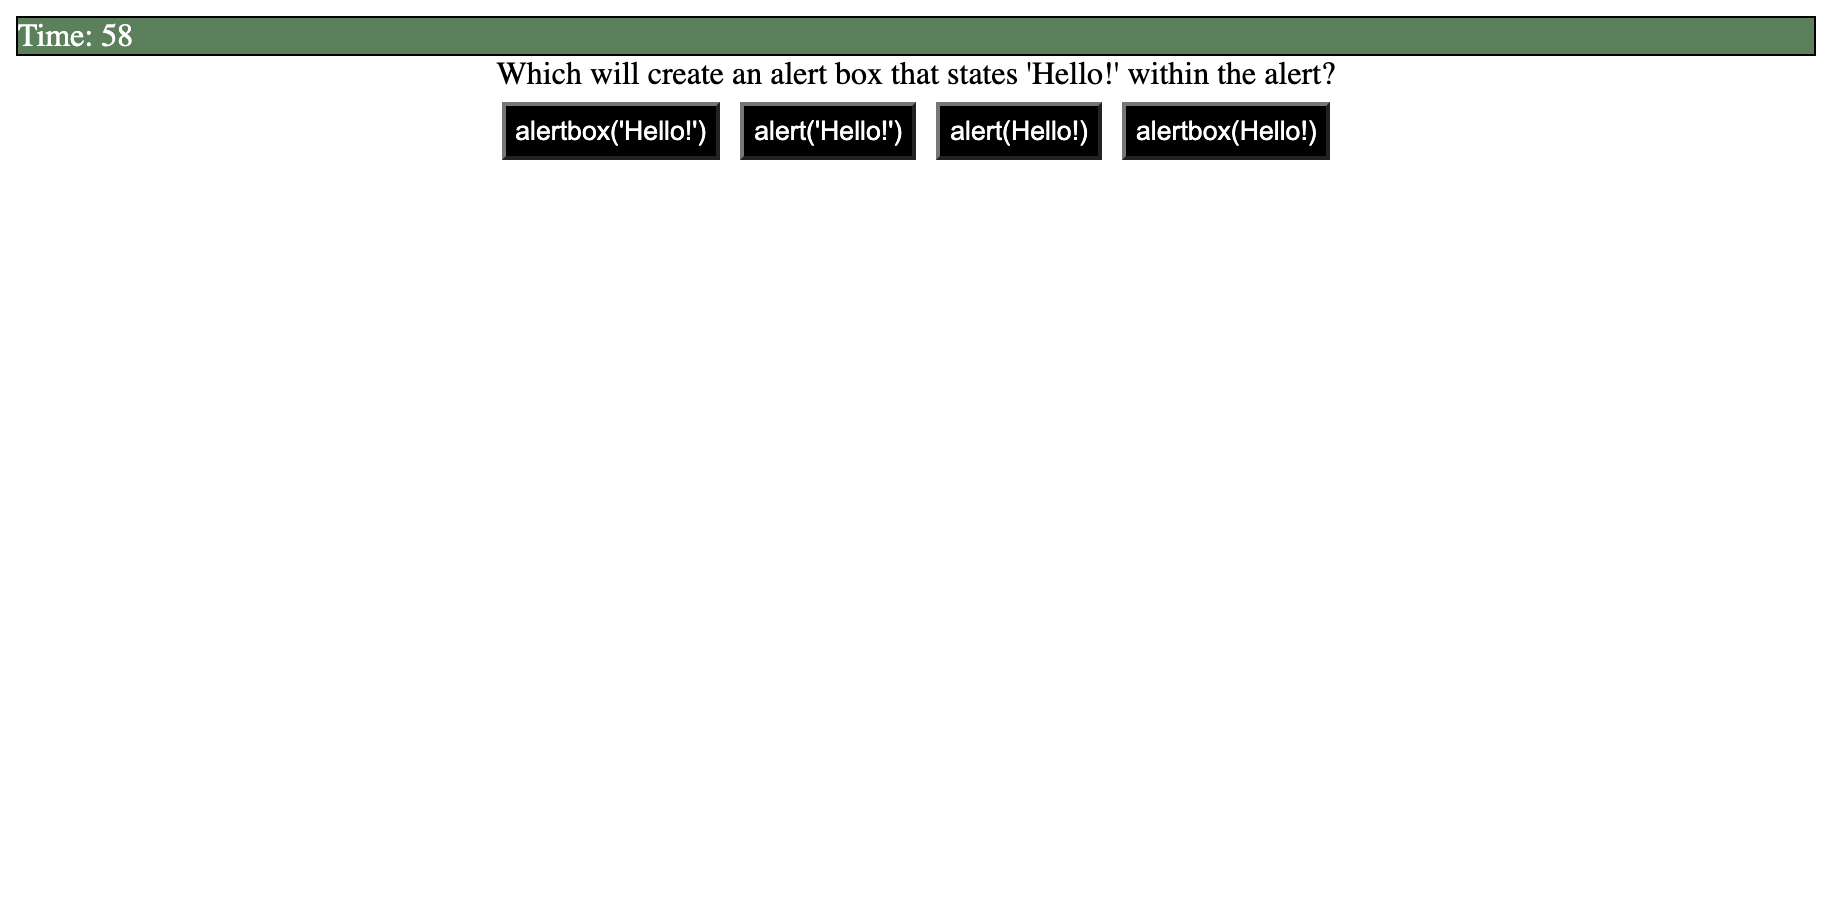 Time: 58
Which will create an alert box that states 'Hello!' within the alert?
alertbox('Hello!') alert('Hello!') alert(Hello!) alertbox(Hello!)